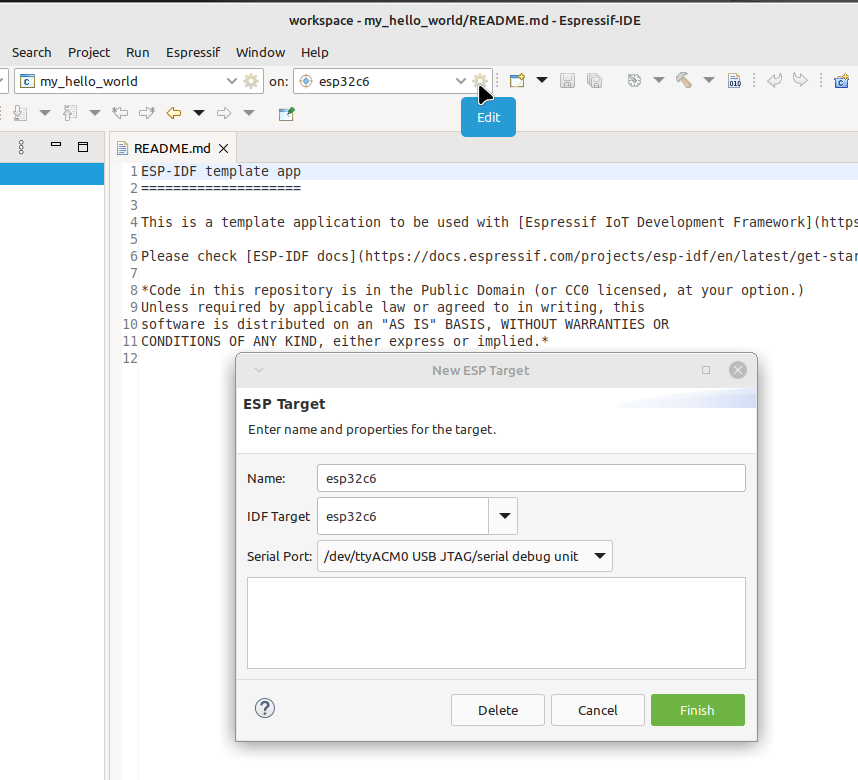 workspace - my_hello_world/README.md - Espressif-IDE
Search Project Run Espressif Window Help
my_hello_world on: esp32c6
010
Edit
README.md
1 ESP-IDF template app
2 ====================
3
4 This is a template application to be used with [Espressif IoT Development Framework](https
5
6 Please check [ESP-IDF docs](https://docs.espressif.com/projects/esp-idf/en/latest/get-star
7
8 *Code in this repository is in the Public Domain (or CC0 licensed, at your option.)
9 Unless required by applicable law or agreed to in writing, this
10 software is distributed on an "AS IS" BASIS, WITHOUT WARRANTIES OR
11 CONDITIONS OF ANY KIND, either express or implied.*
12
New ESP Target
ESP Target
Enter name and properties for the target.
Name: esp32c6
IDF Target esp32c6
Serial Port: /dev/ttyACM0 USB JTAG/serial debug unit
?
Delete Cancel Finish